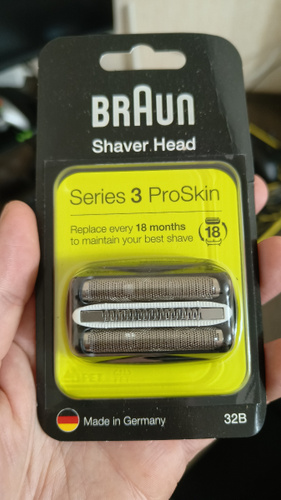 BRAUN
Shaver Head
Series 3 ProSkin
Replace every 18 months
to maintain your best shave
18
Made in Germany
32B